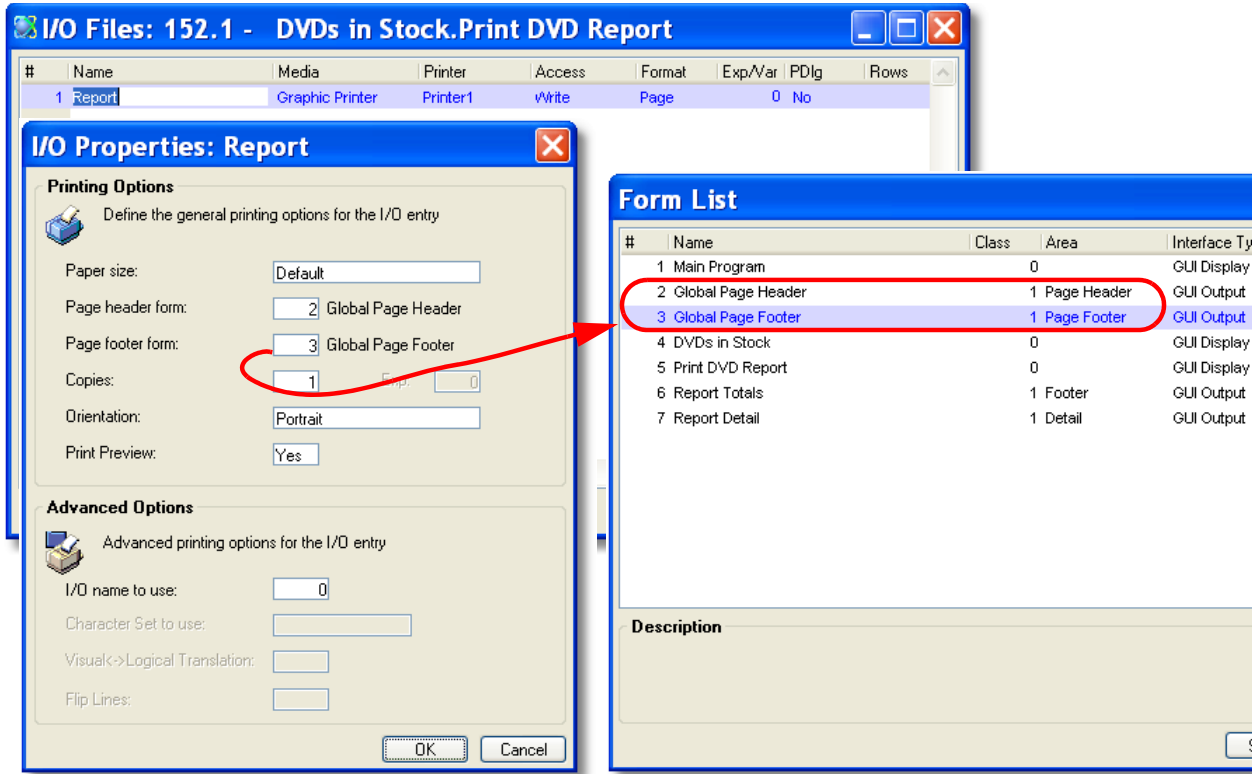 I/O Files: 152.1 - DVDs in Stock.Print DVD Report
# Name Media Printer Access Format Exp/Var PDlg Rows
1 Report Graphic Printer Printer1 Write Page 0 No
I/O Properties: Report
Printing Options
Define the general printing options for the I/O entry
Paper size: Default
Page header form: 2 Global Page Header
Page footer form: 3 Global Page Footer
Copies: 1 Exp: 0
Orientation: Portrait
Print Preview: Yes
Advanced Options
Advanced printing options for the I/O entry
I/O name to use: 0
Character Set to use:
Visual<->Logical Translation:
Flip Lines:
OK Cancel
Form List
# Name Class Area Interface Ty
1 Main Program 0 GUI Display
2 Global Page Header 1 Page Header GUI Output
3 Global Page Footer 1 Page Footer GUI Output
4 DVDs in Stock 0 GUI Display
5 Print DVD Report 0 GUI Display
6 Report Totals 1 Footer GUI Output
7 Report Detail 1 Detail GUI Output
Description